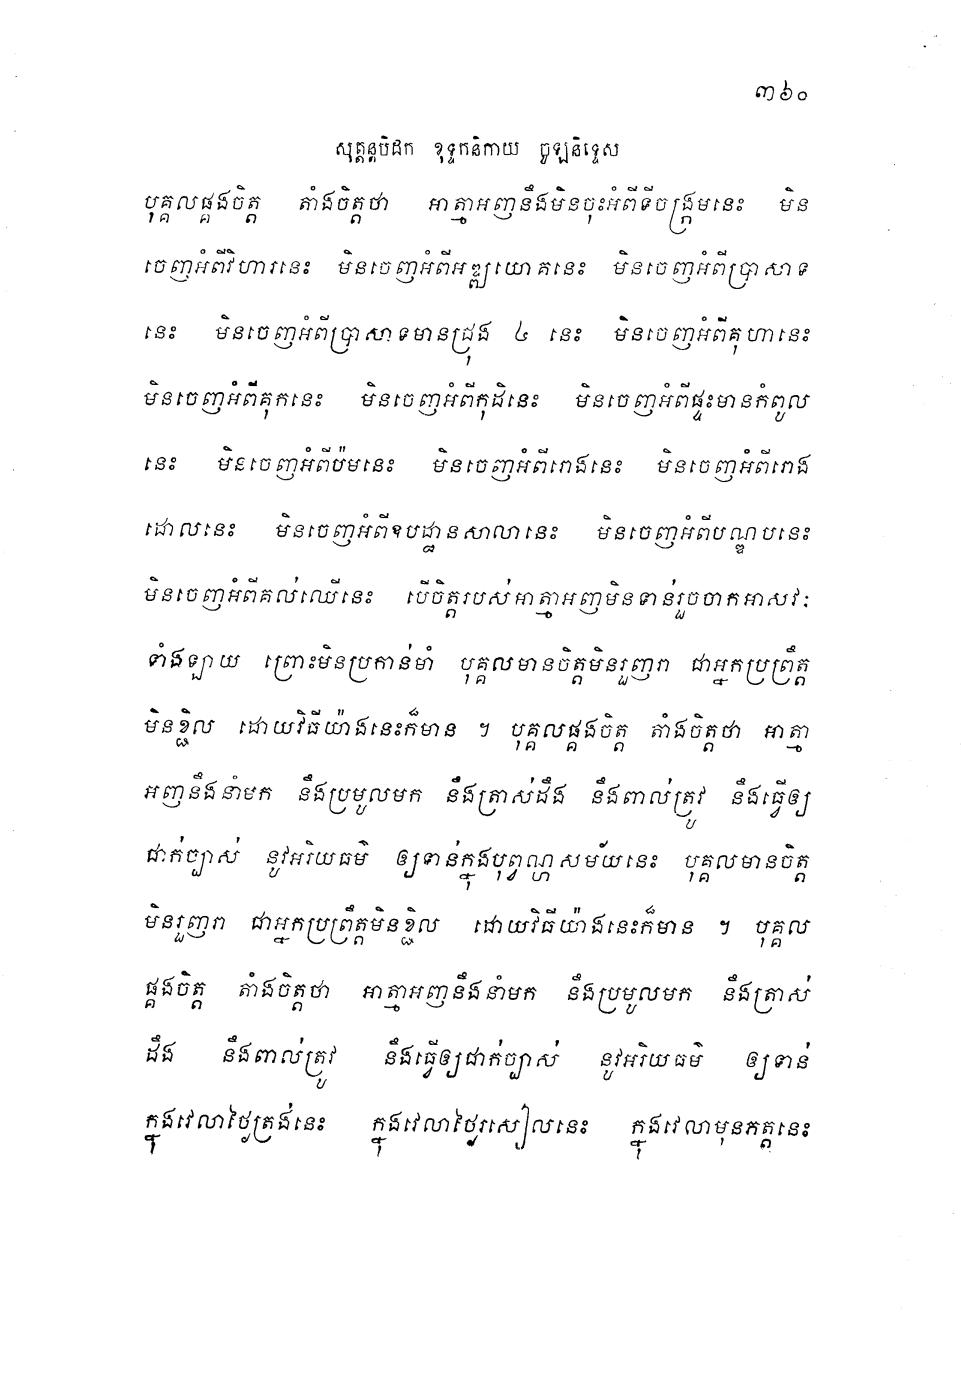 ៣៦០
សុត្តន្តបិដក ខុទ្ទកនិកាយ ចូឡនិទ្ទេស
បុគ្គលផ្គងចិត្ត តាំងចិត្តថា អាត្មាអញនឹងមិនចុះអំពីទីចង្ក្រមនេះ មិន
ចេញអំពីវិហារនេះ មិនចេញអំពីអឌ្ឍយោគនេះ មិនចេញអំពីប្រាសាទ
នេះ មិនចេញអំពីប្រាសាទមានជ្រុង ៤ នេះ មិនចេញអំពីគុហានេះ
មិនចេញអំពីគុកនេះ មិនចេញអំពីកុដិនេះ មិនចេញអំពីផ្ទះមានកំពូល
នេះ មិនចេញអំពីប៉មនេះ មិនចេញអំពីរោងនេះ មិនចេញអំពីរោង
ដោលនេះ មិនចេញអំពីឧបដ្ឋានសាលានេះ មិនចេញអំពីបណ្ឌបនេះ
មិនចេញអំពីគល់ឈើនេះ បើចិត្តរបស់អាត្មាអញមិនទាន់រួចចាកអាសវៈ
ទាំងឡាយ ព្រោះមិនប្រកាន់មាំ បុគ្គលមានចិត្តមិនរួញរា ជាអ្នកប្រព្រឹត្ត
មិនខ្ជិល ដោយវិធីយ៉ាងនេះក៏មាន ។ បុគ្គលផ្គងចិត្ត តាំងចិត្តថា អាត្មា
អញនឹងនាំមក នឹងប្រមូលមក នឹងត្រាស់ដឹង នឹងពាល់ត្រូវ នឹងធ្វើឲ្យ
ជាក់ច្បាស់ នូវអរិយធម៌ ឲ្យទាន់ក្នុងបុព្វណ្ហសម័យនេះ បុគ្គលមានចិត្ត
មិនរួញរា ជាអ្នកប្រព្រឹត្តមិនខ្ជិល ដោយវិធីយ៉ាងនេះក៏មាន ។ បុគ្គល
ផ្គងចិត្ត តាំងចិត្តថា អាត្មាអញនឹងនាំមក នឹងប្រមូលមក នឹងត្រាស់
ដឹង នឹងពាល់ត្រូវ នឹងធ្វើឲ្យជាក់ច្បាស់ នូវអរិយធម៌ ឲ្យទាន់
ក្នុងវេលាថ្ងៃត្រង់នេះ ក្នុងវេលាថ្ងៃរសៀលនេះ ក្នុងវេលាមុនភត្តនេះ